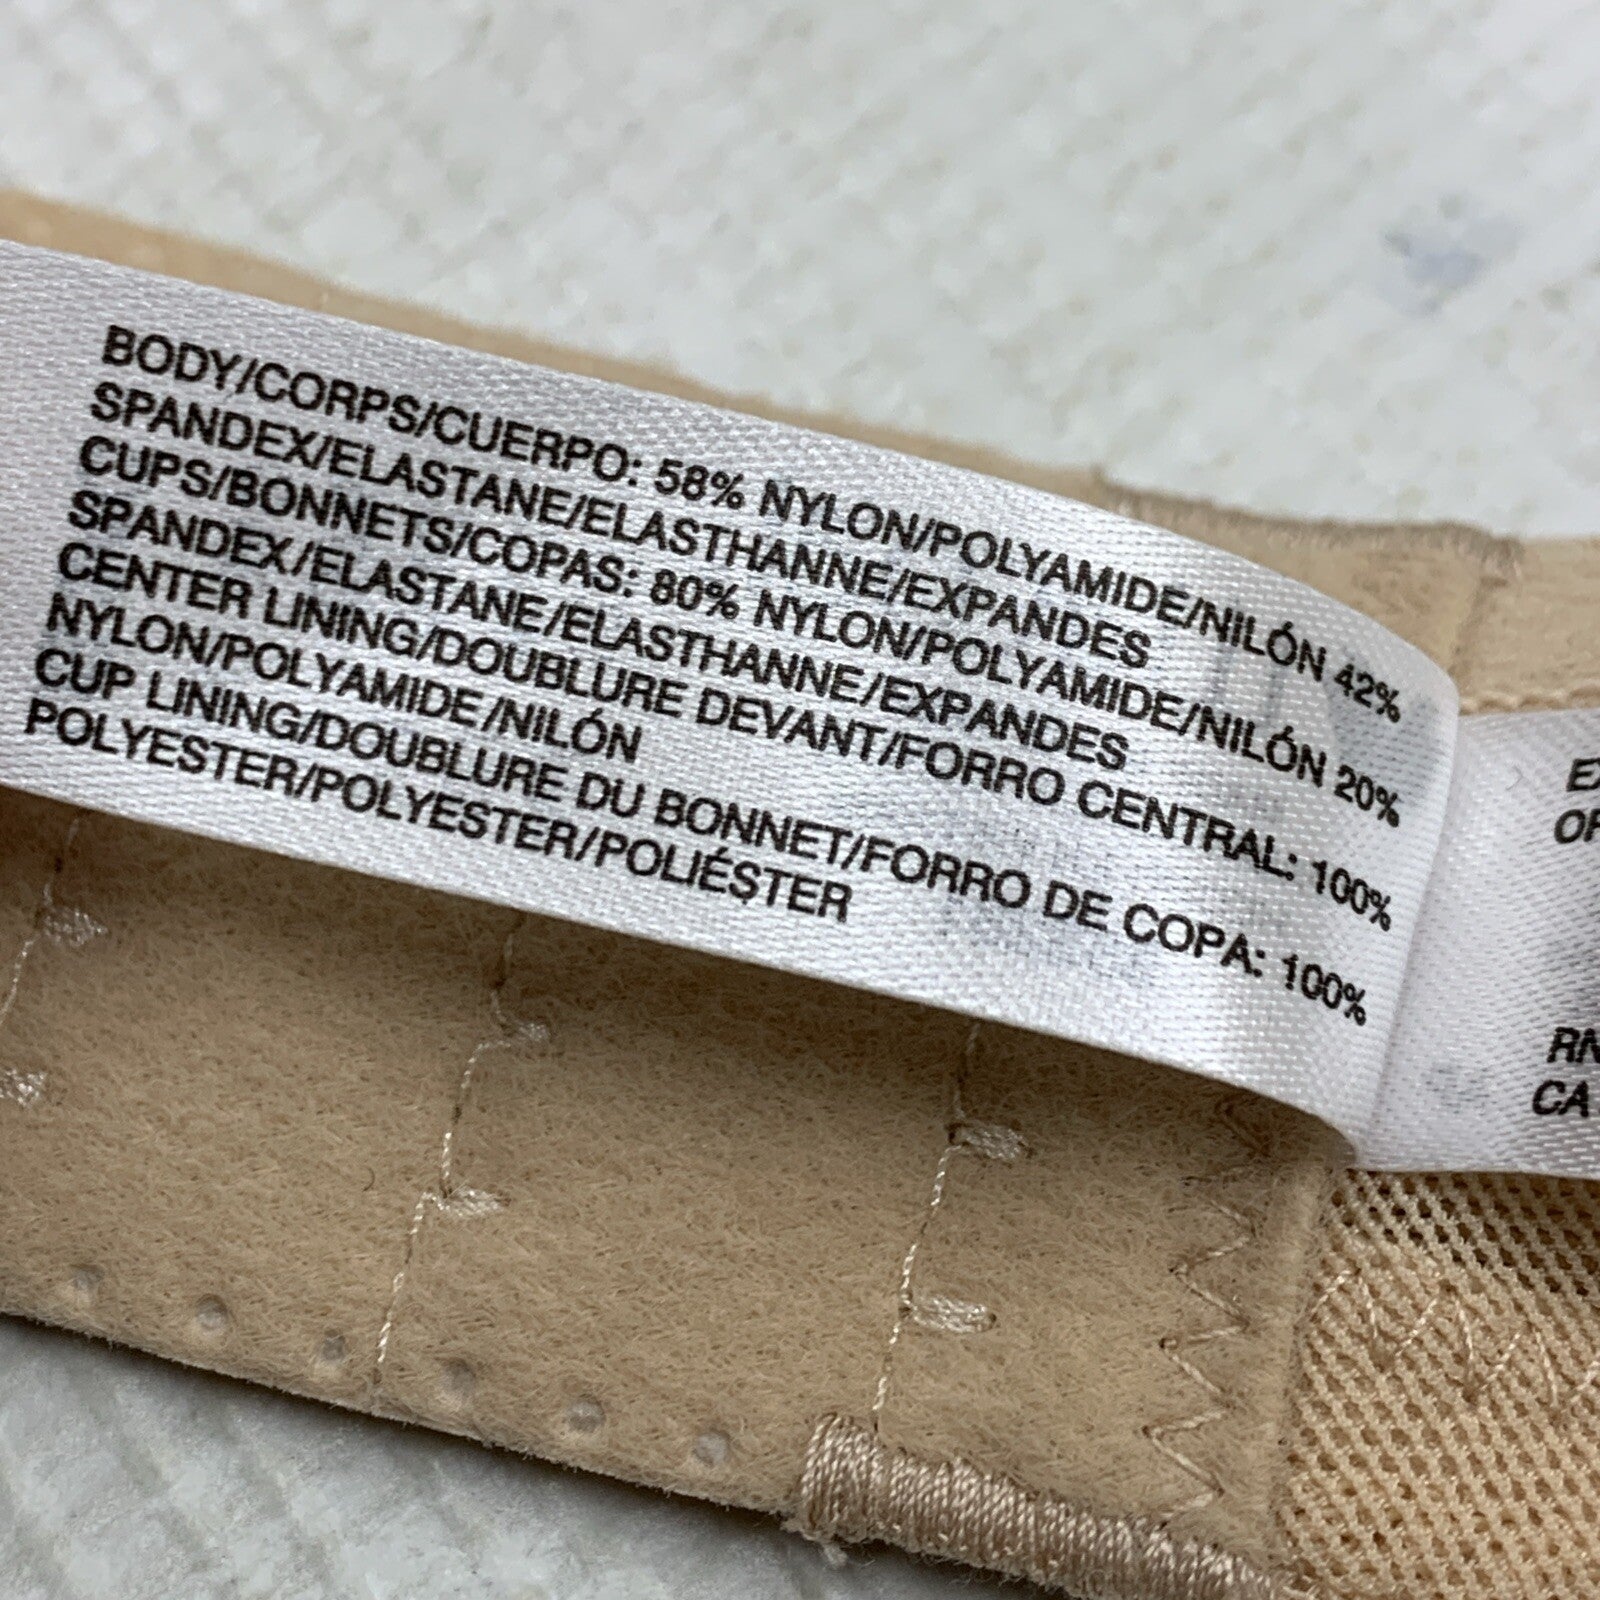 BODY/CORPS/CUERPO: 58% NYLON/POLYAMIDE/NILÓN 42%
SPANDEX/ELASTANE/ELASTHANNE/EXPANDES
CUPS/BONNETS/COPAS: 80% NYLON/POLYAMIDE/NILÓN 20%
SPANDEX/ELASTANE/ELASTHANNE/EXPANDES
CENTER LINING/DOUBLURE DEVANT/FORRO CENTRAL: 100%
NYLON/POLYAMIDE/NILÓN
CUP LINING/DOUBLURE DU BONNET/FORRO DE COPA: 100%
POLYESTER/POLYESTER/POLIÉSTER
RN
CA